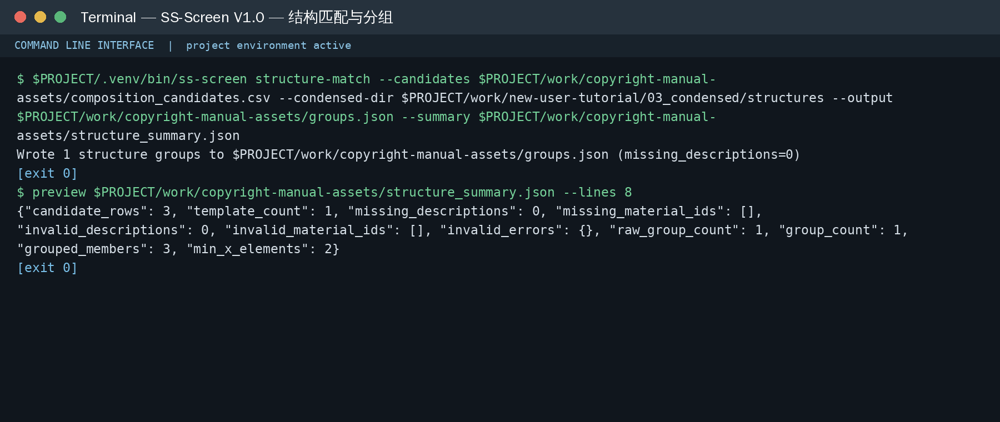 Terminal — SS-Screen V1.0 — 结构匹配与分组
COMMAND LINE INTERFACE | project environment active
$ $PROJECT/.venv/bin/ss-screen structure-match --candidates $PROJECT/work/copyright-manual-
assets/composition_candidates.csv --condensed-dir $PROJECT/work/new-user-tutorial/03_condensed/structures --output
$PROJECT/work/copyright-manual-assets/groups.json --summary $PROJECT/work/copyright-manual-
assets/structure_summary.json
Wrote 1 structure groups to $PROJECT/work/copyright-manual-assets/groups.json (missing_descriptions=0)
[exit 0]
$ preview $PROJECT/work/copyright-manual-assets/structure_summary.json --lines 8
{"candidate_rows": 3, "template_count": 1, "missing_descriptions": 0, "missing_material_ids": [],
"invalid_descriptions": 0, "invalid_material_ids": [], "invalid_errors": {}, "raw_group_count": 1, "group_count": 1,
"grouped_members": 3, "min_x_elements": 2}
[exit 0]